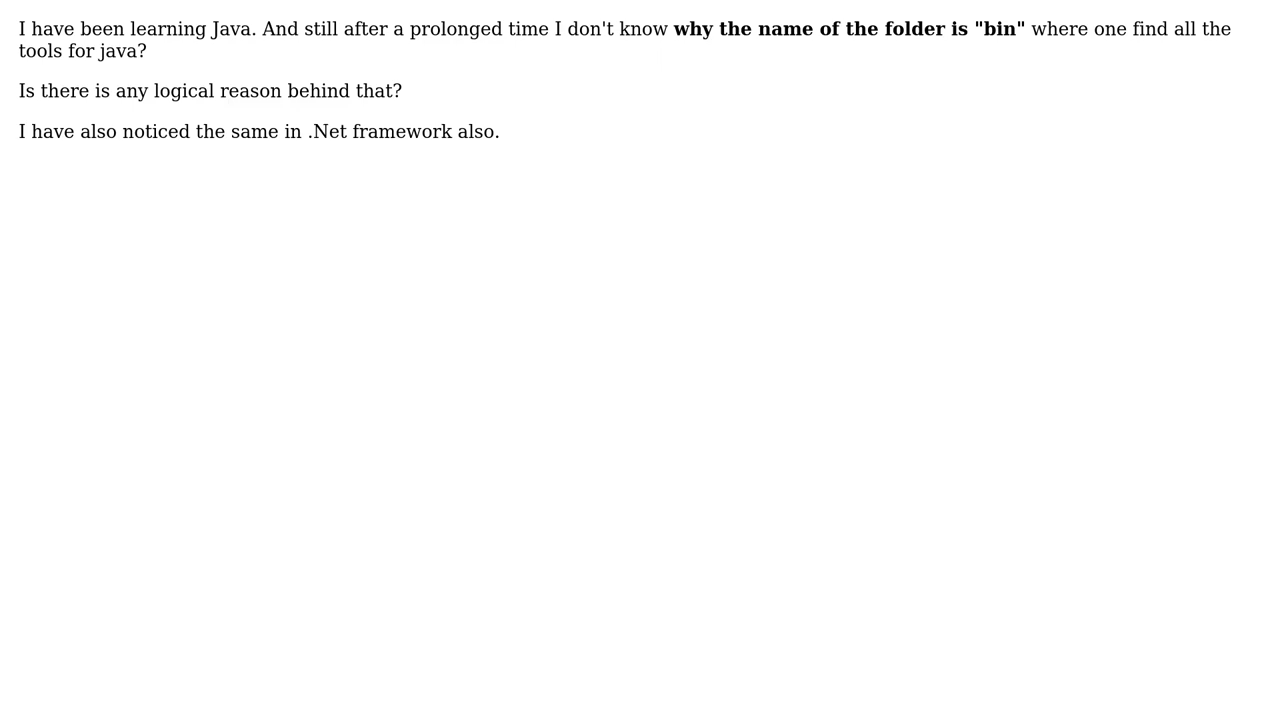 I have been learning Java. And still after a prolonged time I don't know why the name of the folder is "bin" where one find all the
tools for java?
Is there is any logical reason behind that?
I have also noticed the same in .Net framework also.